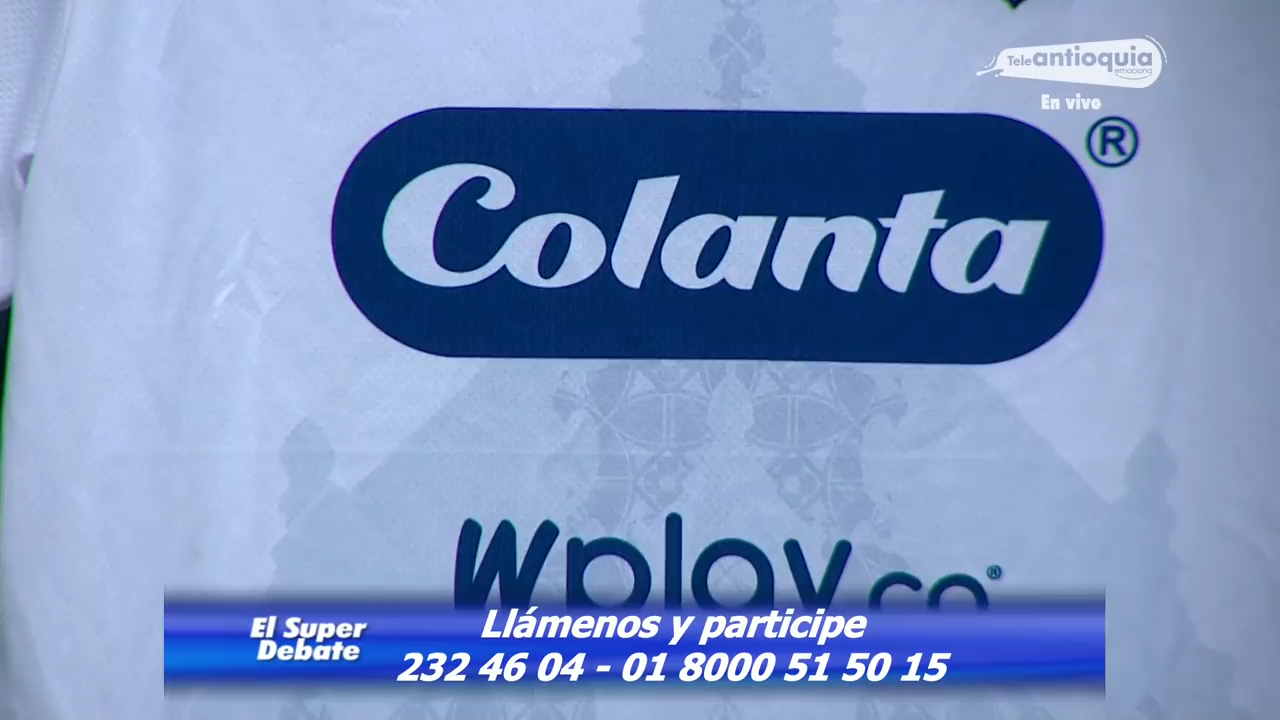 Teleantioquia
emociona
En vivo
Colanta®
Wplay.co®
El Super
Debate
Llámenos y participe
232 46 04 - 01 8000 51 50 15